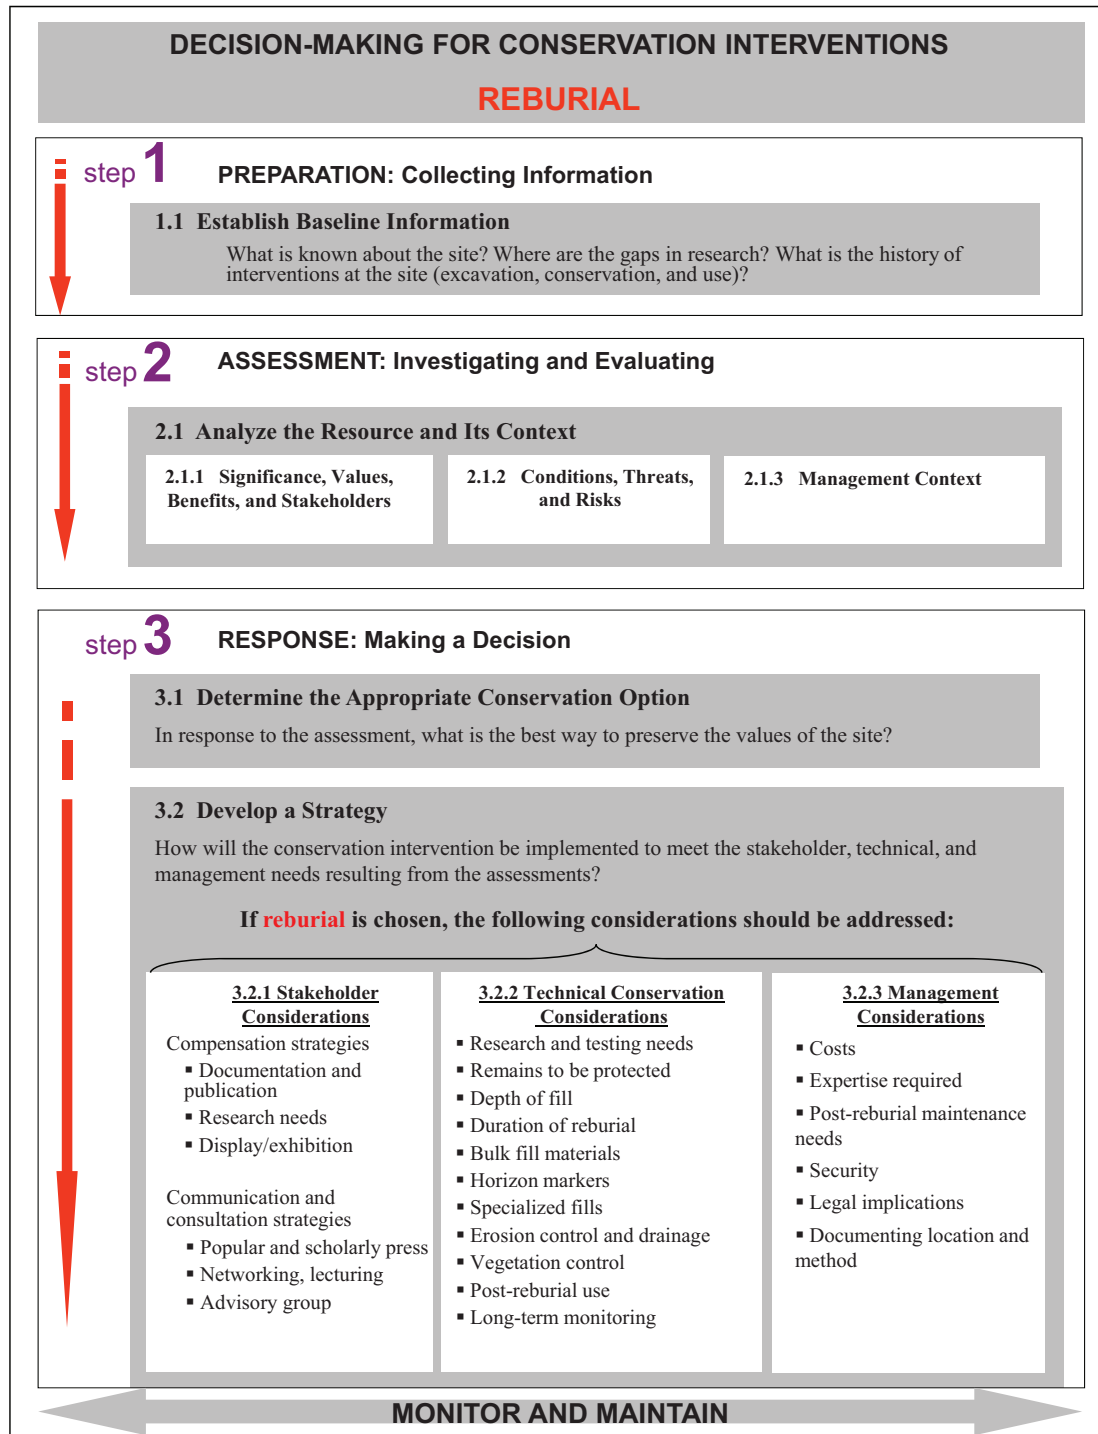 DECISION-MAKING FOR CONSERVATION INTERVENTIONS
REBURIAL
step 1
PREPARATION: Collecting Information
1.1 Establish Baseline Information
What is known about the site? Where are the gaps in research? What is the history of
interventions at the site (excavation, conservation, and use)?
step 2
ASSESSMENT: Investigating and Evaluating
2.1 Analyze the Resource and Its Context
2.1.1 Significance, Values,
Benefits, and Stakeholders
2.1.2 Conditions, Threats,
and Risks
2.1.3 Management Context
step 3
RESPONSE: Making a Decision
3.1 Determine the Appropriate Conservation Option
In response to the assessment, what is the best way to preserve the values of the site?
3.2 Develop a Strategy
How will the conservation intervention be implemented to meet the stakeholder, technical, and
management needs resulting from the assessments?
If reburial is chosen, the following considerations should be addressed:
3.2.1 Stakeholder
Considerations
Compensation strategies
▪ Documentation and
publication
▪ Research needs
▪ Display/exhibition
Communication and
consultation strategies
▪ Popular and scholarly press
▪ Networking, lecturing
▪ Advisory group
3.2.2 Technical Conservation
Considerations
▪ Research and testing needs
▪ Remains to be protected
▪ Depth of fill
▪ Duration of reburial
▪ Bulk fill materials
▪ Horizon markers
▪ Specialized fills
▪ Erosion control and drainage
▪ Vegetation control
▪ Post-reburial use
▪ Long-term monitoring
3.2.3 Management
Considerations
▪ Costs
▪ Expertise required
▪ Post-reburial maintenance
needs
▪ Security
▪ Legal implications
▪ Documenting location and
method
MONITOR AND MAINTAIN